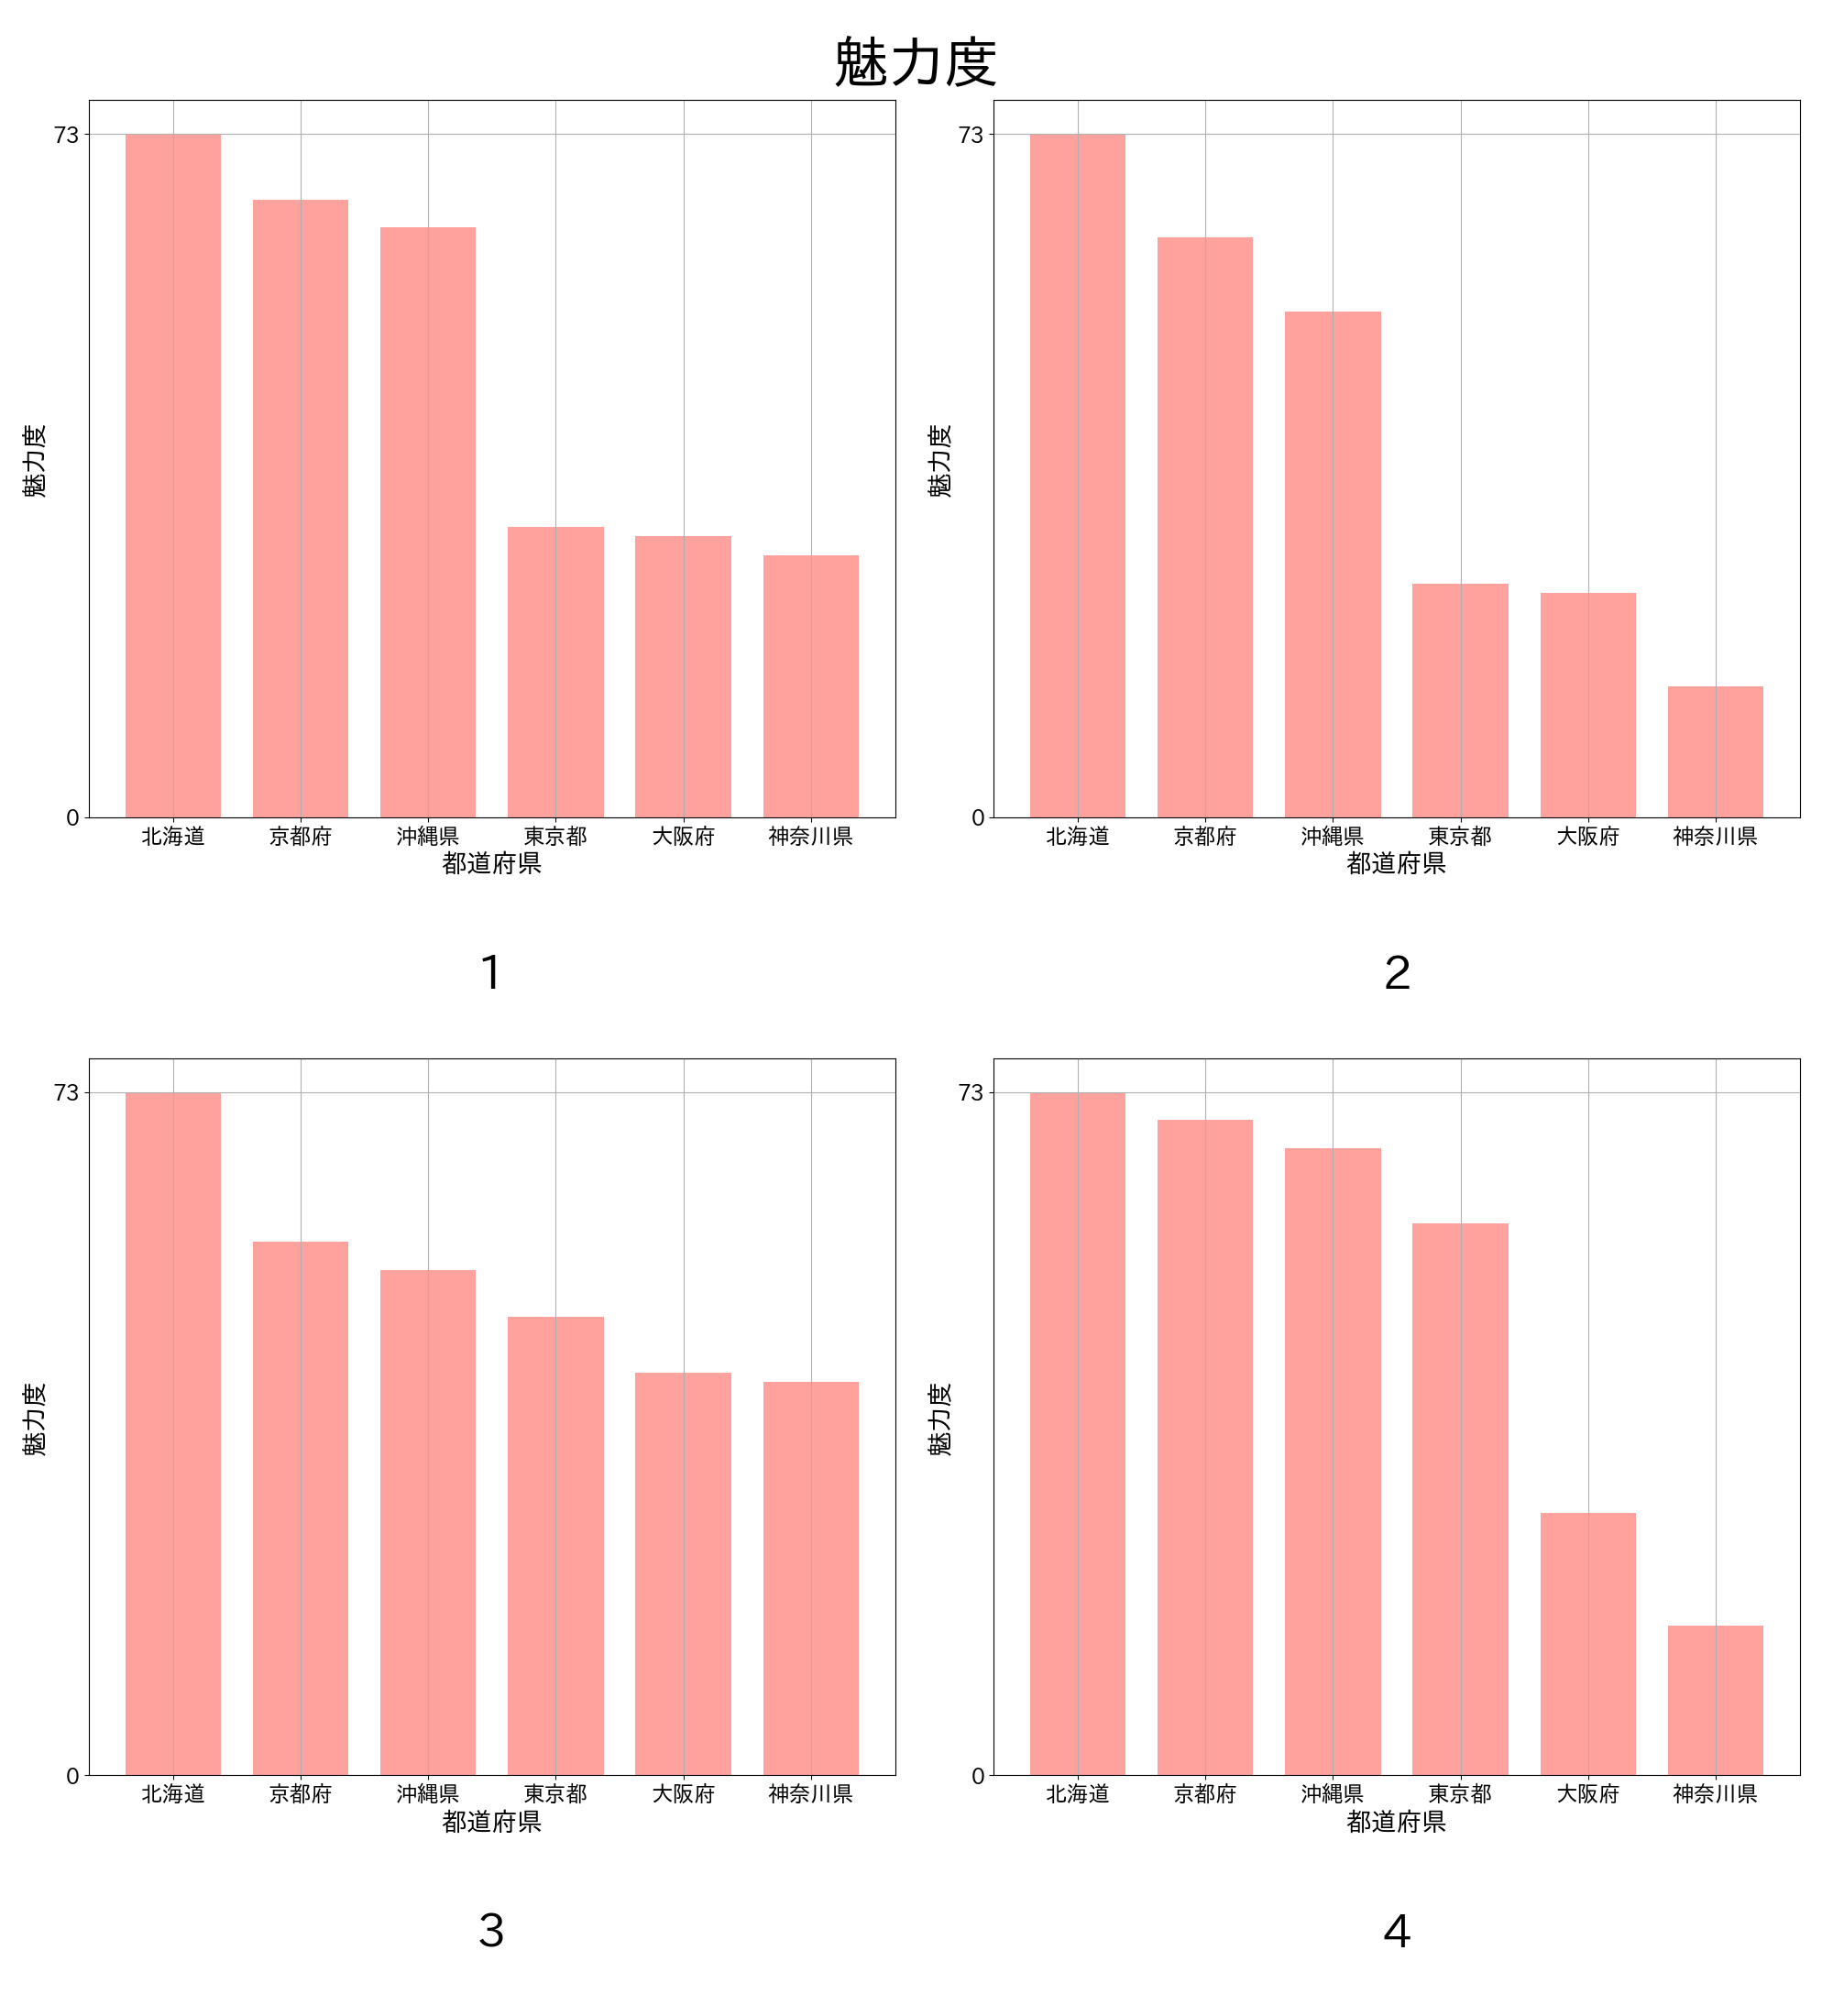 魅力度
魅力度
73
0
北海道 京都府 沖縄県 東京都 大阪府 神奈川県
都道府県
1
魅力度
73
0
北海道 京都府 沖縄県 東京都 大阪府 神奈川県
都道府県
2
魅力度
73
0
北海道 京都府 沖縄県 東京都 大阪府 神奈川県
都道府県
3
魅力度
73
0
北海道 京都府 沖縄県 東京都 大阪府 神奈川県
都道府県
4